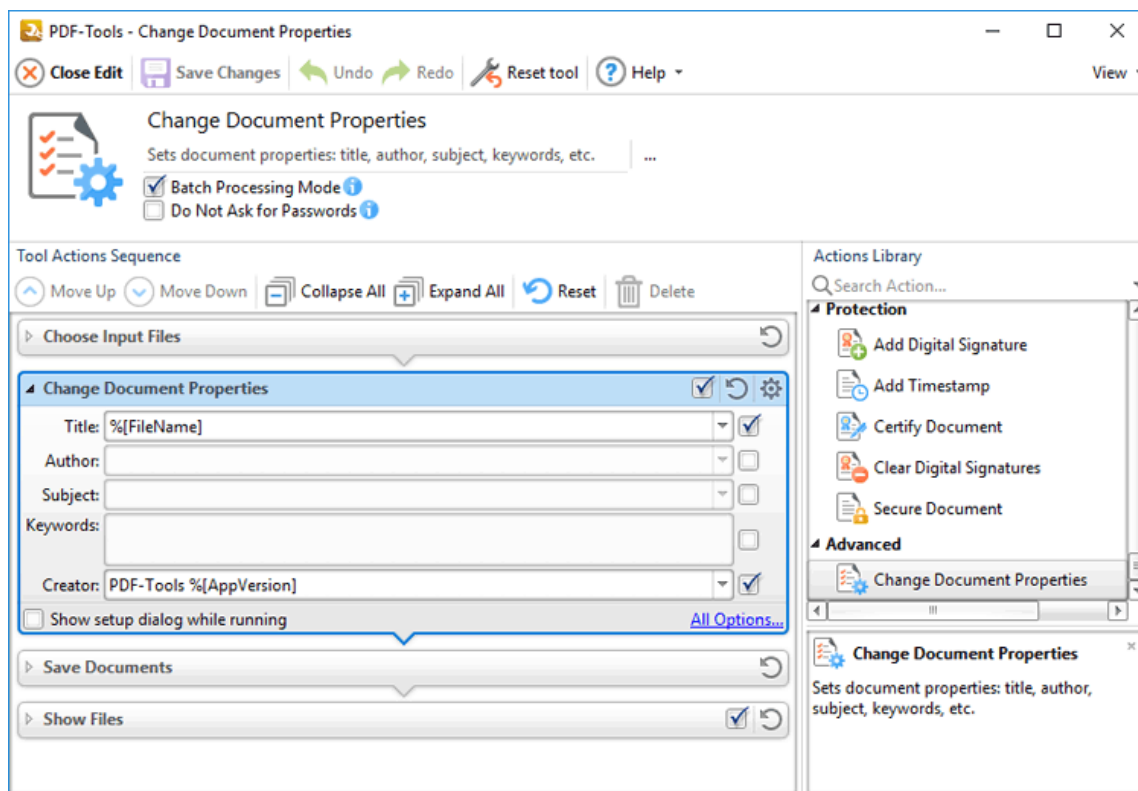 PDF-Tools - Change Document Properties
Close Edit Save Changes Undo Redo Reset tool Help View
Change Document Properties
Sets document properties: title, author, subject, keywords, etc. ...
Batch Processing Mode
Do Not Ask for Passwords
Tool Actions Sequence
Move Up Move Down Collapse All Expand All Reset Delete
Choose Input Files
Change Document Properties
Title: %[FileName]
Author:
Subject:
Keywords:
Creator: PDF-Tools %[AppVersion]
Show setup dialog while running All Options...
Save Documents
Show Files
Actions Library
Search Action...
Protection
Add Digital Signature
Add Timestamp
Certify Document
Clear Digital Signatures
Secure Document
Advanced
Change Document Properties
Change Document Properties
Sets document properties: title, author,
subject, keywords, etc.